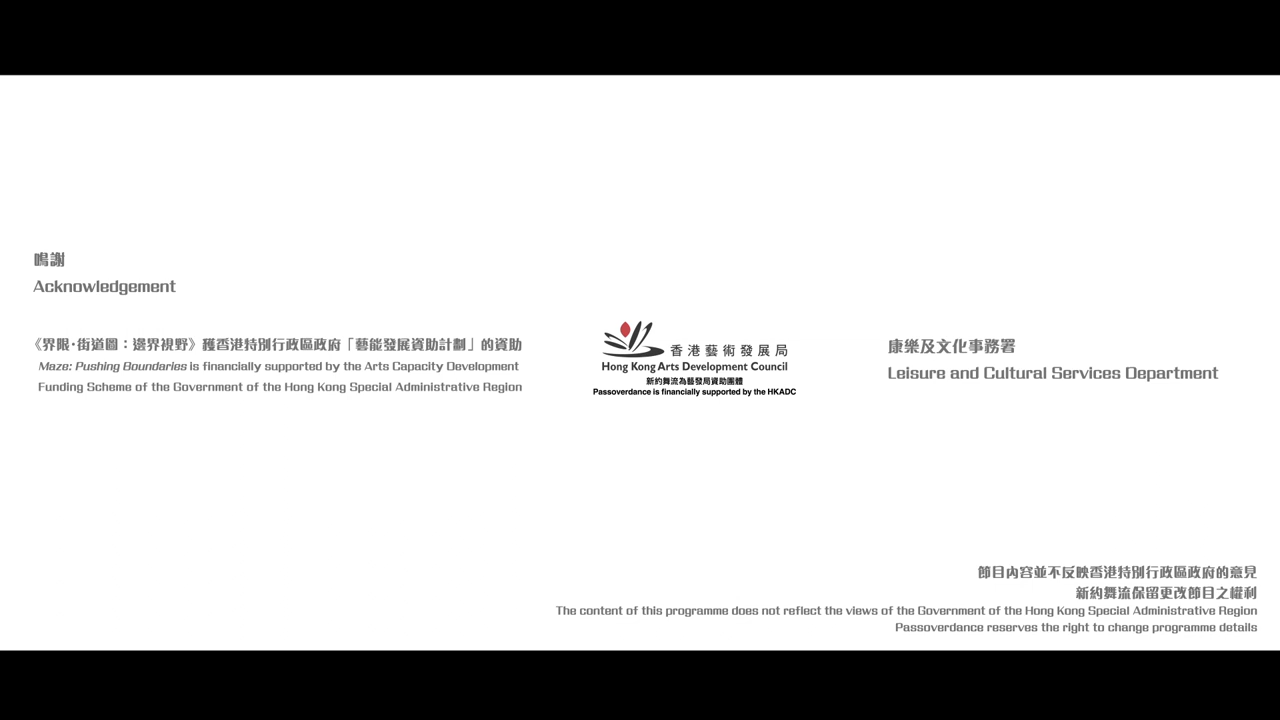 鳴謝
Acknowledgement
《界限·街道圖：邊界視野》獲香港特別行政區政府「藝能發展資助計劃」的資助
Maze: Pushing Boundaries is financially supported by the Arts Capacity Development
Funding Scheme of the Government of the Hong Kong Special Administrative Region
香港藝術發展局
Hong Kong Arts Development Council
新約舞流為藝發局資助團體
Passoverdance is financially supported by the HKADC
康樂及文化事務署
Leisure and Cultural Services Department
節目內容並不反映香港特別行政區政府的意見
新約舞流保留更改節目之權利
The content of this programme does not reflect the views of the Government of the Hong Kong Special Administrative Region
Passoverdance reserves the right to change programme details